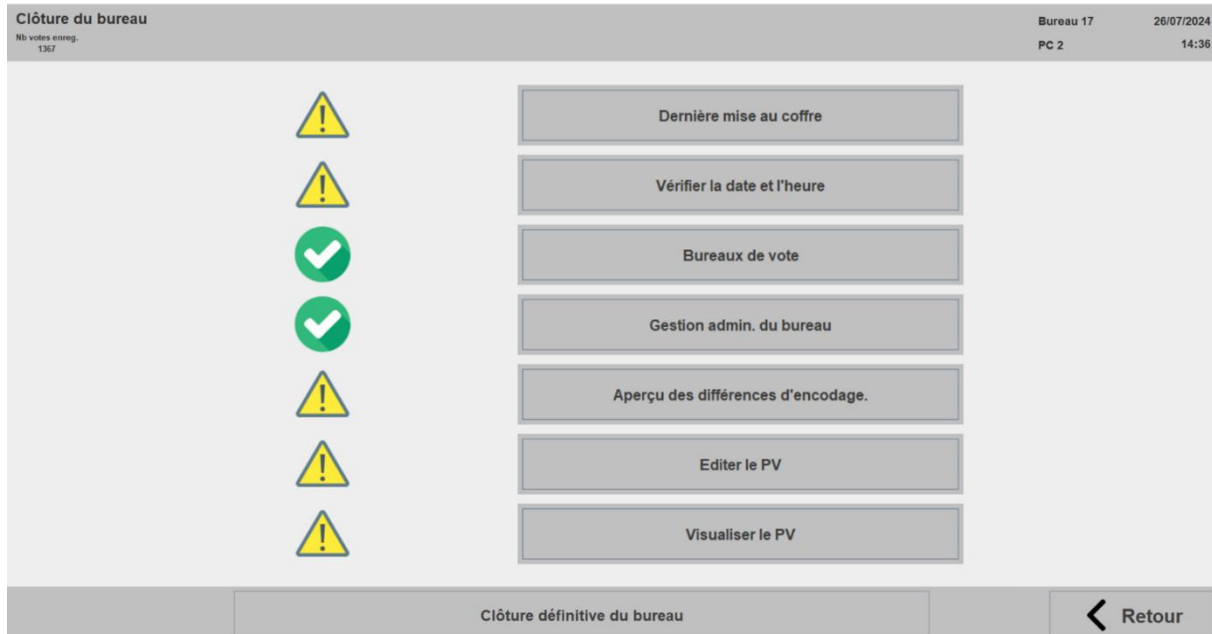 Clôture du bureau
Nb votes enreg.
1367
Bureau 17
26/07/2024
PC 2
14:36
Dernière mise au coffre
Vérifier la date et l'heure
Bureaux de vote
Gestion admin. du bureau
Aperçu des différences d'encodage.
Editer le PV
Visualiser le PV
Clôture définitive du bureau
Retour